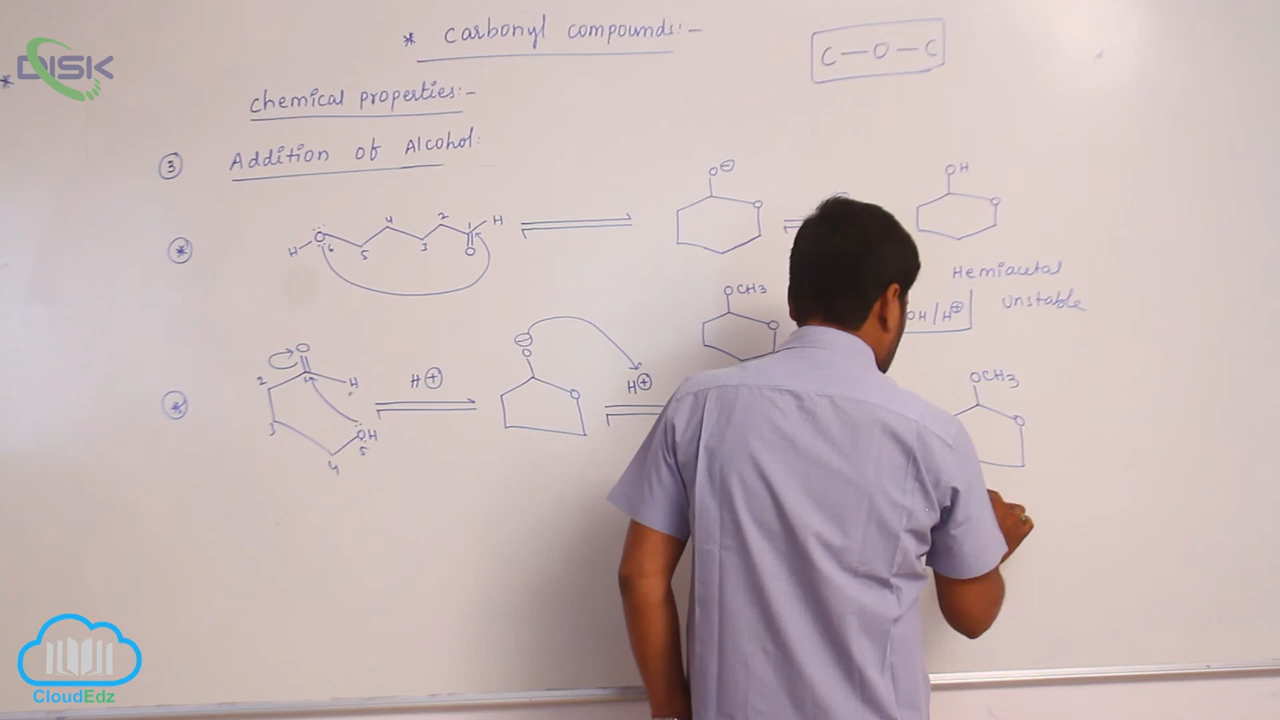 DISK
* Carbonyl compounds:-
C-O-C
*
chemical properties:-
③ Addition of Alcohol:
O⊖
OH
* H O 6 5 4 3 2 1 H O
O
O
Hemiacetal
unstable
OCH3
O
OH/H⊕
* O 2 1 H 3 4 5 OH
H⊕
⊖
O
O
H⊕
OCH3
O
CloudEdz